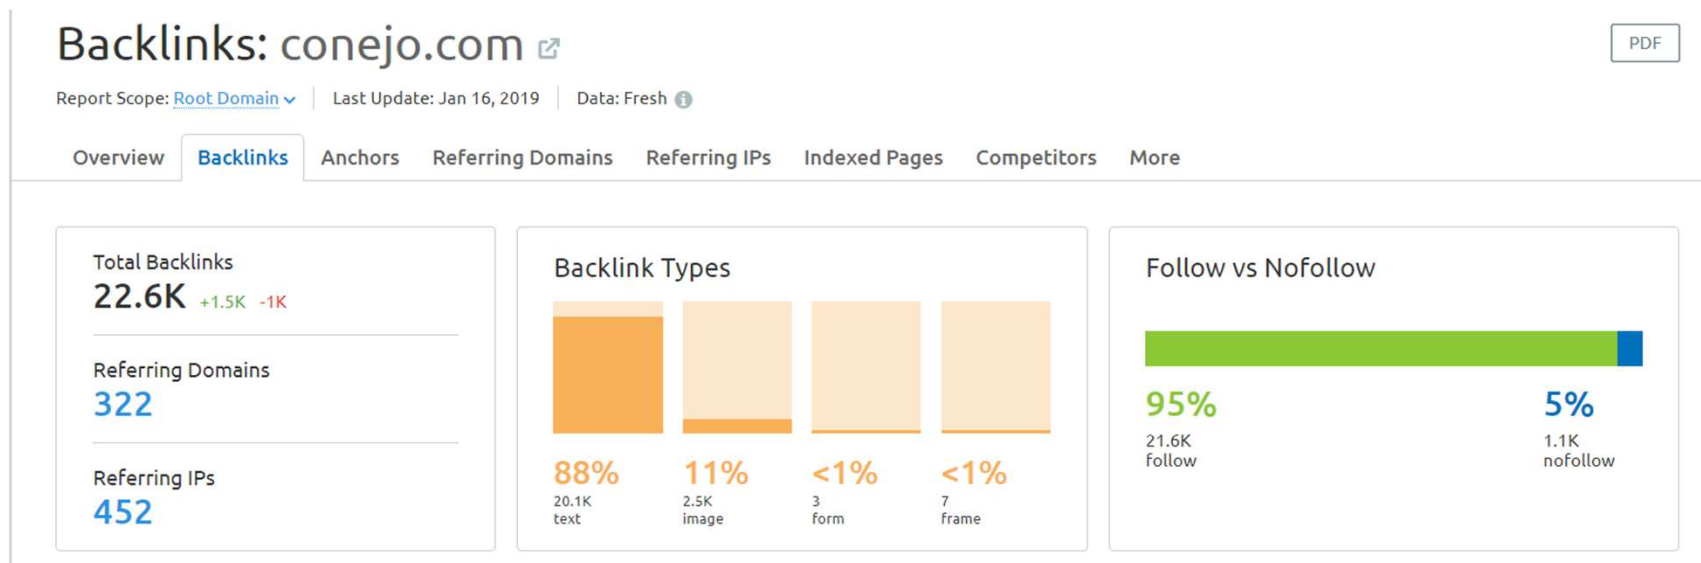 Backlinks: conejo.com
PDF
Report Scope: Root Domain
Last Update: Jan 16, 2019
Data: Fresh
Overview
Backlinks
Anchors
Referring Domains
Referring IPs
Indexed Pages
Competitors
More
Total Backlinks
22.6K +1.5K -1K
Referring Domains
322
Referring IPs
452
Backlink Types
88%
20.1K
text
11%
2.5K
image
<1%
3
form
<1%
7
frame
Follow vs Nofollow
95%
21.6K
follow
5%
1.1K
nofollow